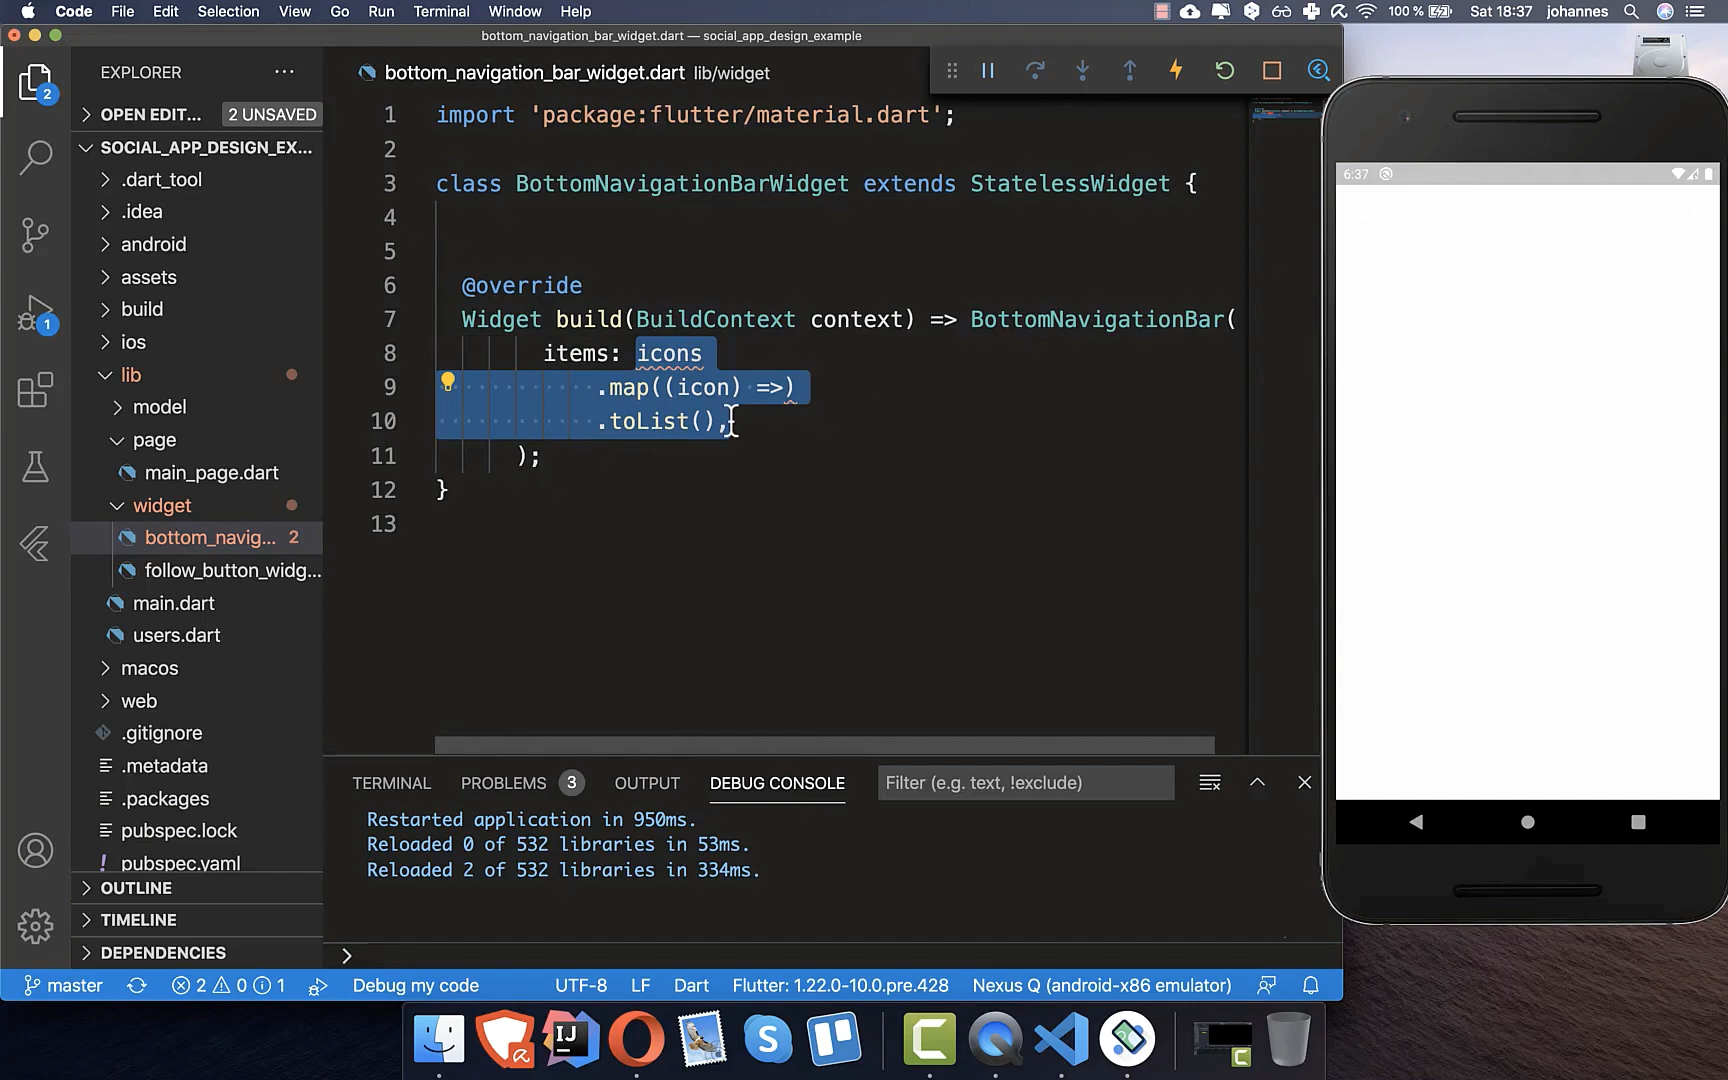 Code File Edit Selection View Go Run Terminal Window Help 100 % Sat 18:37 johannes
bottom_navigation_bar_widget.dart — social_app_design_example
EXPLORER ···
bottom_navigation_bar_widget.dart lib/widget
2
OPEN EDIT... 2 UNSAVED
SOCIAL_APP_DESIGN_EX...
.dart_tool
.idea
android
assets
build
1
ios
lib
model
page
main_page.dart
widget
bottom_navig... 2
follow_button_widg...
main.dart
users.dart
macos
web
.gitignore
.metadata
.packages
pubspec.lock
! pubspec.yaml
OUTLINE
TIMELINE
DEPENDENCIES
1 import 'package:flutter/material.dart';
2
3 class BottomNavigationBarWidget extends StatelessWidget {
4
5
6 @override
7 Widget build(BuildContext context) => BottomNavigationBar(
8 items: icons
9 .map((icon) =>)
10 .toList(),
11 );
12 }
13
TERMINAL PROBLEMS 3 OUTPUT DEBUG CONSOLE Filter (e.g. text, !exclude)
Restarted application in 950ms.
Reloaded 0 of 532 libraries in 53ms.
Reloaded 2 of 532 libraries in 334ms.
master 2 0 1 Debug my code UTF-8 LF Dart Flutter: 1.22.0-10.0.pre.428 Nexus Q (android-x86 emulator)
6:37
IJ
S
C
C